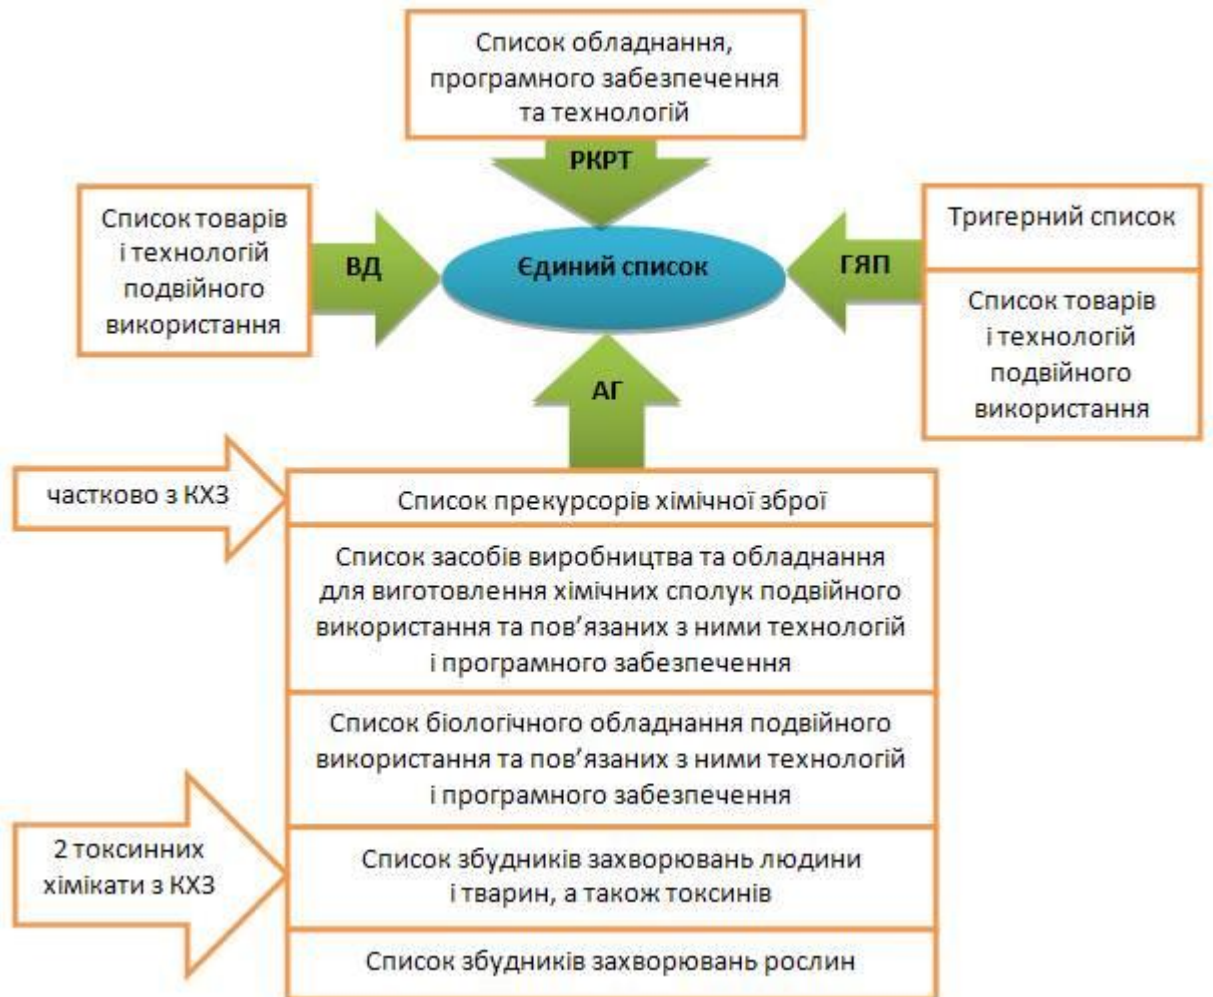 Список обладнання,
програмного забезпечення
та технологій
РКРТ
Список товарів
і технологій
подвійного
використання
ВД
Єдиний список
ГЯП
Тригерний список
Список товарів
і технологій
подвійного
використання
АГ
частково з КХЗ
Список прекурсорів хімічної зброї
Список засобів виробництва та обладнання
для виготовлення хімічних сполук подвійного
використання та пов’язаних з ними технологій
і програмного забезпечення
Список біологічного обладнання подвійного
використання та пов’язаних з ними технологій
і програмного забезпечення
2 токсинних
хімікати з КХЗ
Список збудників захворювань людини
і тварин, а також токсинів
Список збудників захворювань рослин